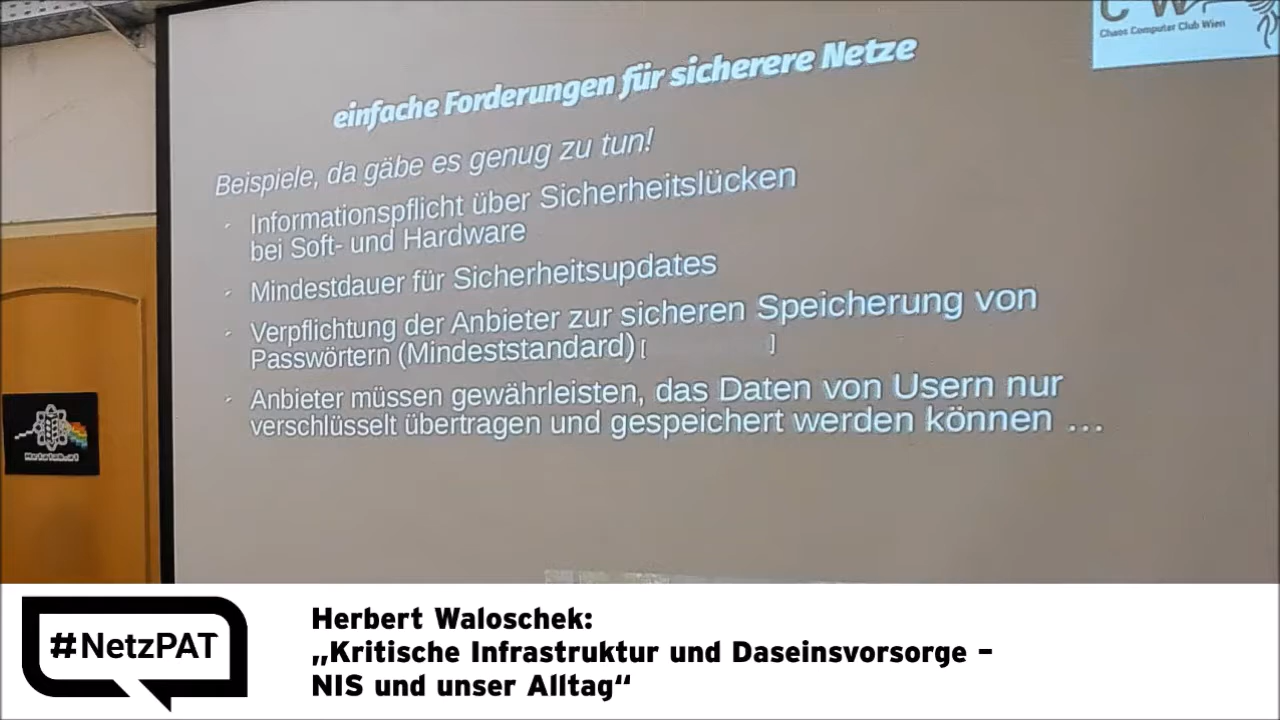 Chaos Computer Club Wien
einfache Forderungen für sicherere Netze
Beispiele, da gäbe es genug zu tun!
- Informationspflicht über Sicherheitslücken
bei Soft- und Hardware
- Mindestdauer für Sicherheitsupdates
- Verpflichtung der Anbieter zur sicheren Speicherung von
Passwörtern (Mindeststandard) [ ]
- Anbieter müssen gewährleisten, das Daten von Usern nur
verschlüsselt übertragen und gespeichert werden können …
#NetzPAT
Herbert Waloschek:
„Kritische Infrastruktur und Daseinsvorsorge –
NIS und unser Alltag“